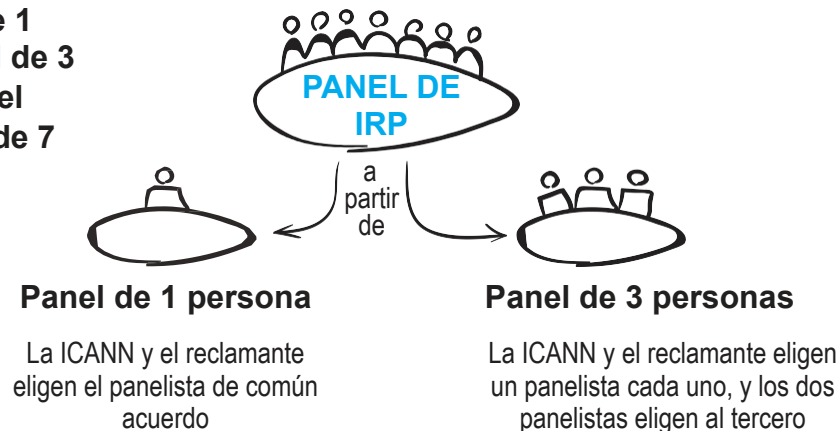 e 1
l de 3
el
de 7
PANEL DE
IRP
a
partir
de
Panel de 1 persona
La ICANN y el reclamante
eligen el panelista de común
acuerdo
Panel de 3 personas
La ICANN y el reclamante eligen
un panelista cada uno, y los dos
panelistas eligen al tercero